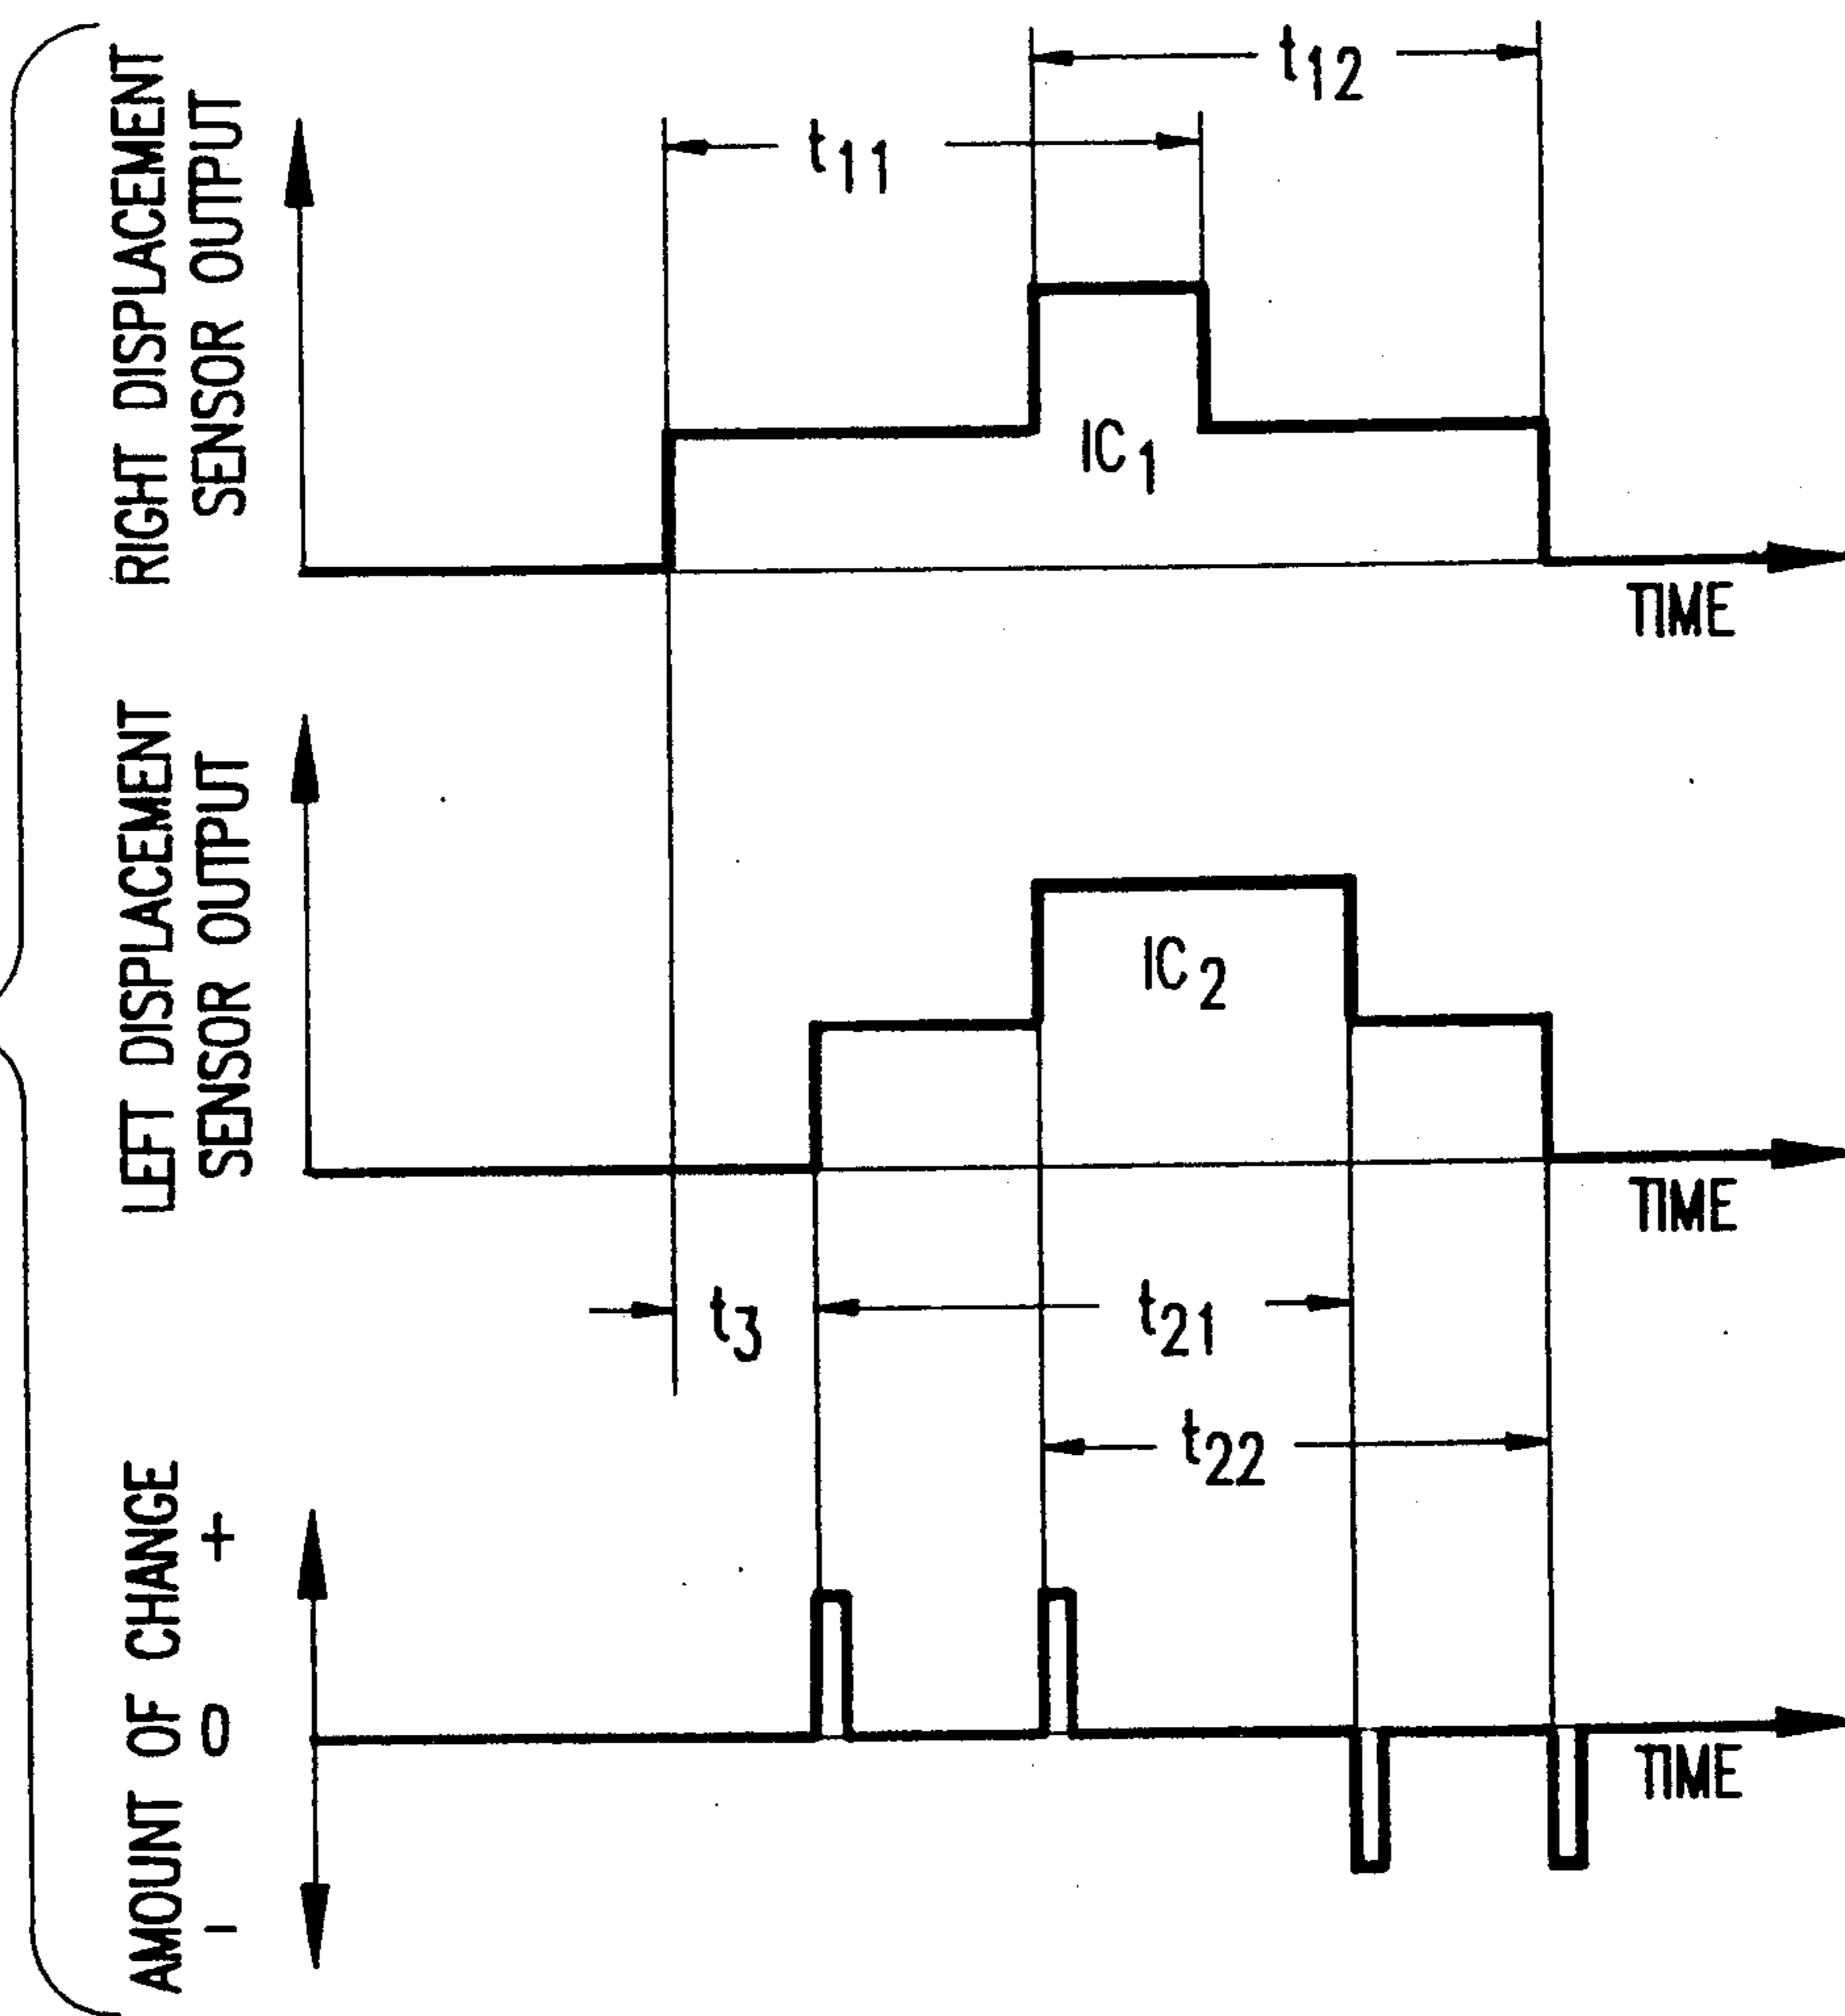 RIGHT DISPLACEMENT
SENSOR OUTPUT
t12
t11
IC1
TIME
LEFT DISPLACEMENT
SENSOR OUTPUT
IC2
TIME
t3
t21
t22
AMOUNT OF CHANGE
- 0 +
TIME